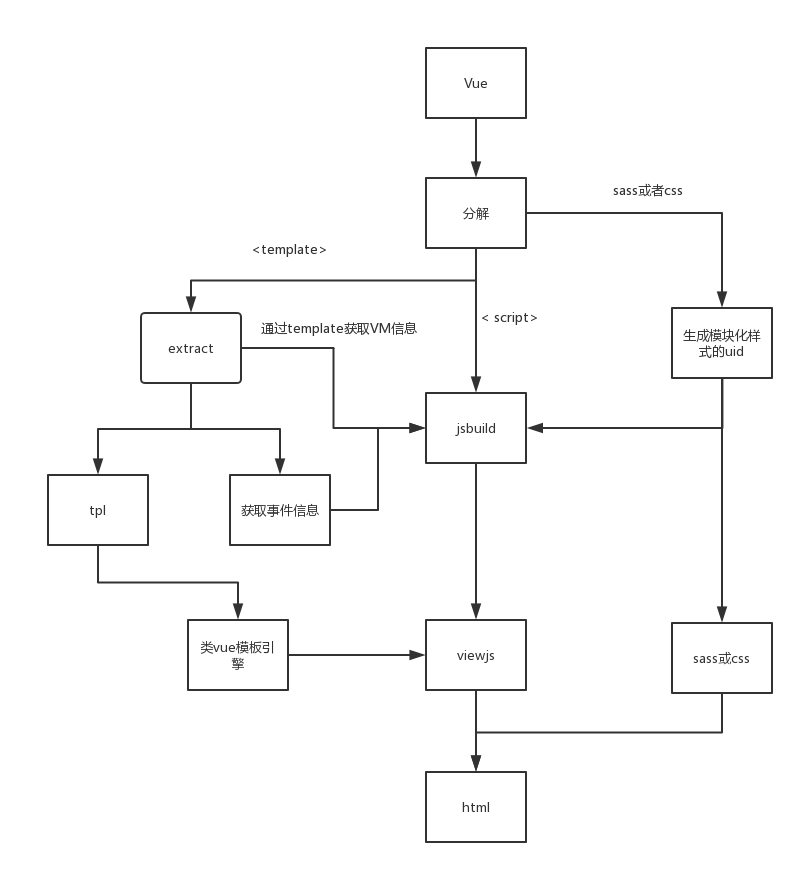 Vue
分解
sass或者css
<template>
< script>
通过template获取VM信息
extract
生成模块化样
式的uid
jsbuild
tpl
获取事件信息
类vue模板引
擎
viewjs
sass或css
html